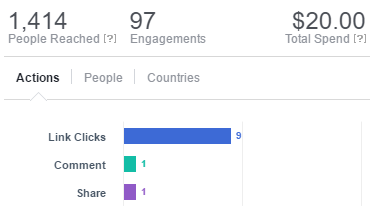 1,414 97 $20.00
People Reached [?] Engagements Total Spend [?]
Actions People Countries
Link Clicks 9
Comment 1
Share 1